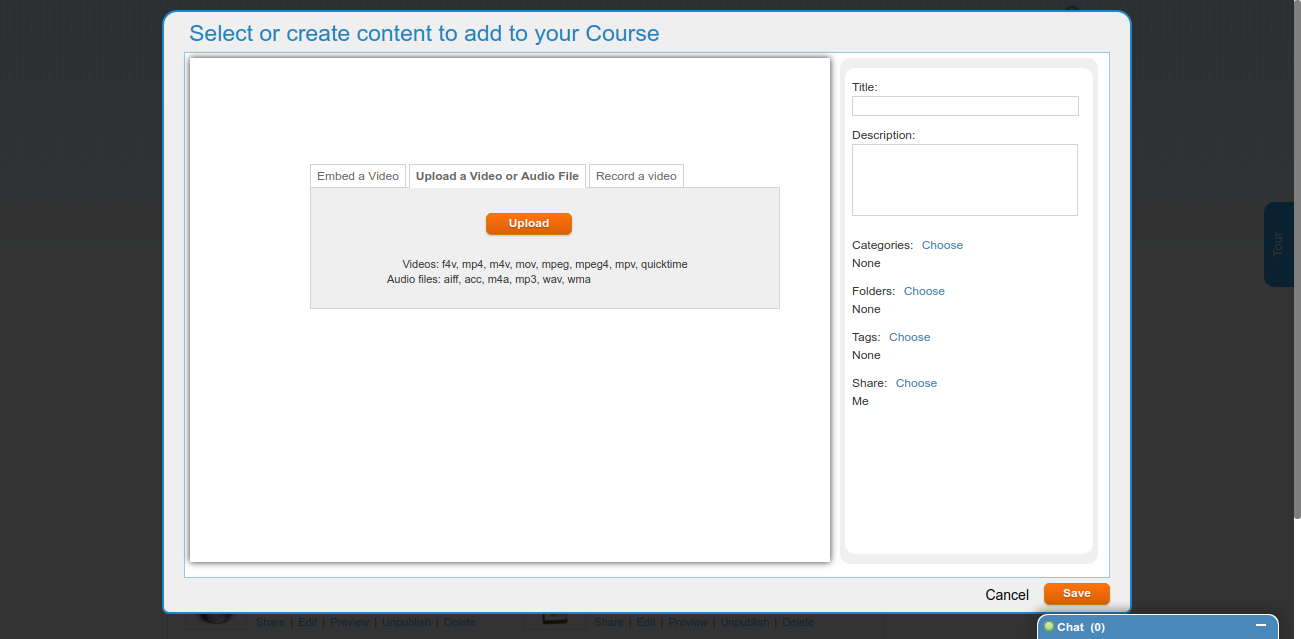 Select or create content to add to your Course
Embed a Video
Upload a Video or Audio File
Record a video
Upload
Videos: f4v, mp4, m4v, mov, mpeg, mpeg4, mpv, quicktime
Audio files: aiff, acc, m4a, mp3, wav, wma
Title:
Description:
Categories: Choose
None
Folders: Choose
None
Tags: Choose
None
Share: Choose
Me
Tour
Cancel
Save
Share | Edit | Preview | Unpublish | Delete
Share | Edit | Preview | Unpublish | Delete
Chat (0)